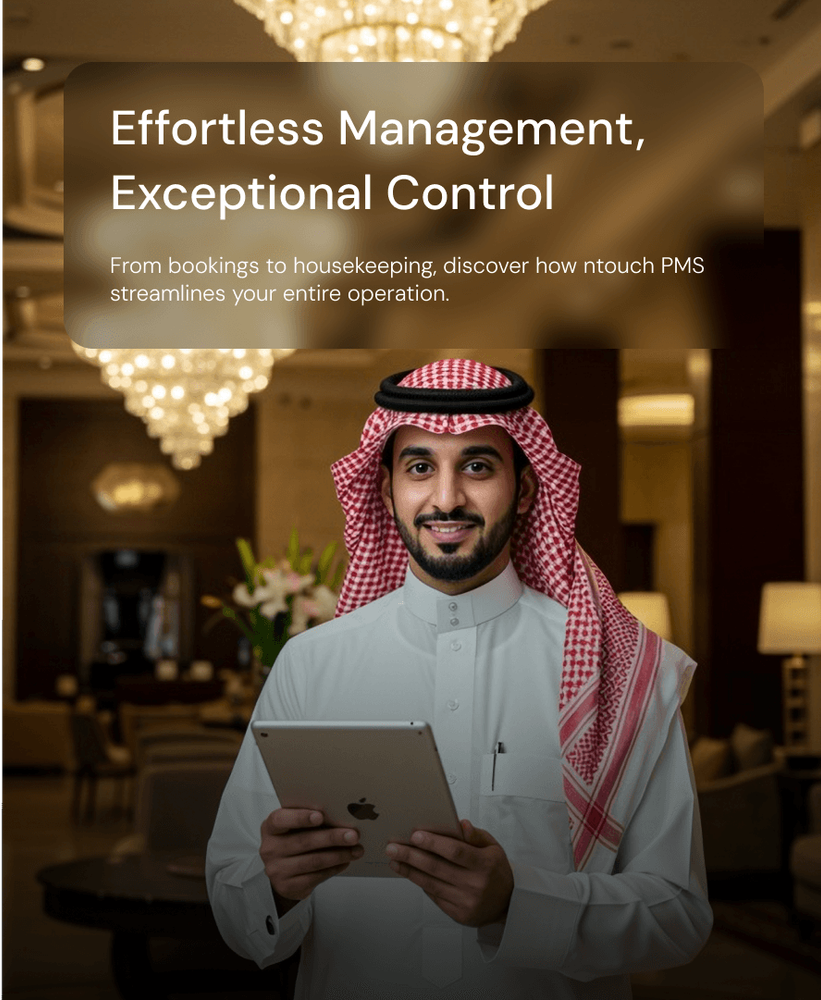 Effortless Management,
Exceptional Control
From bookings to housekeeping, discover how ntouch PMS
streamlines your entire operation.